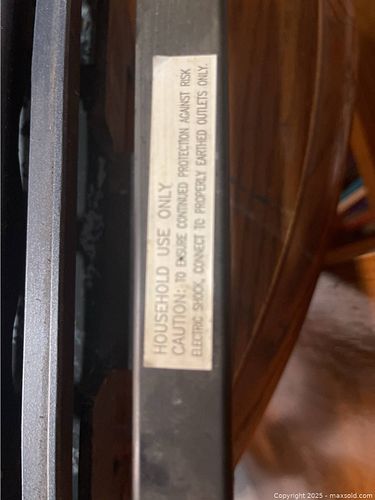 HOUSEHOLD USE ONLY
CAUTION: TO ENSURE CONTINUED PROTECTION AGAINST RISK
ELECTRIC SHOCK, CONNECT TO PROPERLY EARTHED OUTLETS ONLY.
Copyright © 2025 - maxsold.com